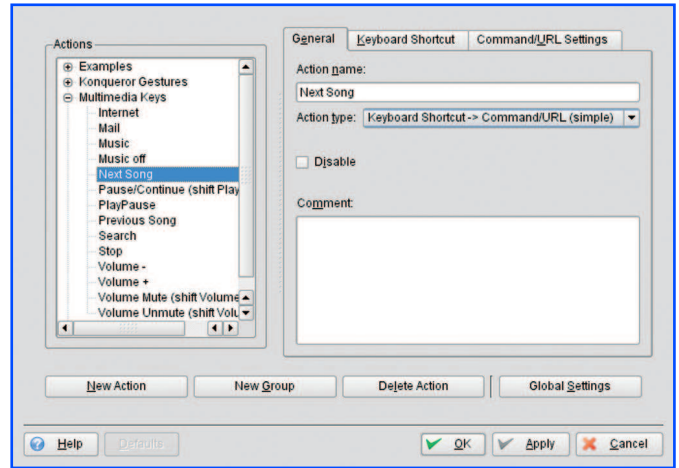 Actions
Examples
Konqueror Gestures
Multimedia Keys
Internet
Mail
Music
Music off
Next Song
Pause/Continue (shift Play
PlayPause
Previous Song
Search
Stop
Volume -
Volume +
Volume Mute (shift Volume
Volume Unmute (shift Volu
General Keyboard Shortcut Command/URL Settings
Action name:
Next Song
Action type: Keyboard Shortcut -> Command/URL (simple)
Disable
Comment:
New Action New Group Delete Action Global Settings
Help Defaults OK Apply Cancel